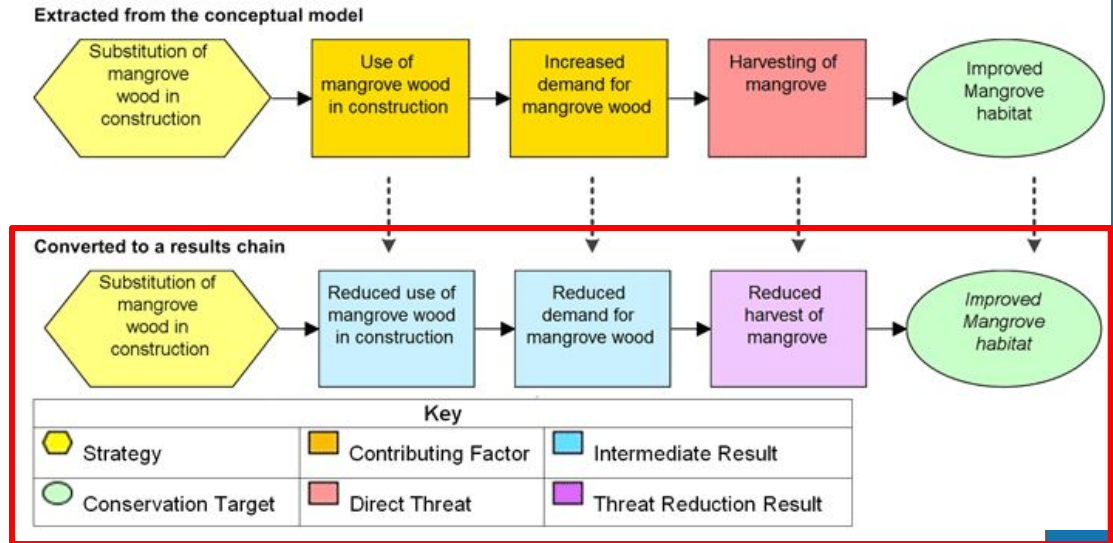 Extracted from the conceptual model
Substitution of
mangrove
wood in
construction
Use of
mangrove wood
in construction
Increased
demand for
mangrove wood
Harvesting of
mangrove
Improved
Mangrove
habitat
Converted to a results chain
Substitution of
mangrove
wood in
construction
Reduced use of
mangrove wood
in construction
Reduced
demand for
mangrove wood
Reduced
harvest of
mangrove
Improved
Mangrove
habitat
Key
Strategy
Contributing Factor
Intermediate Result
Conservation Target
Direct Threat
Threat Reduction Result